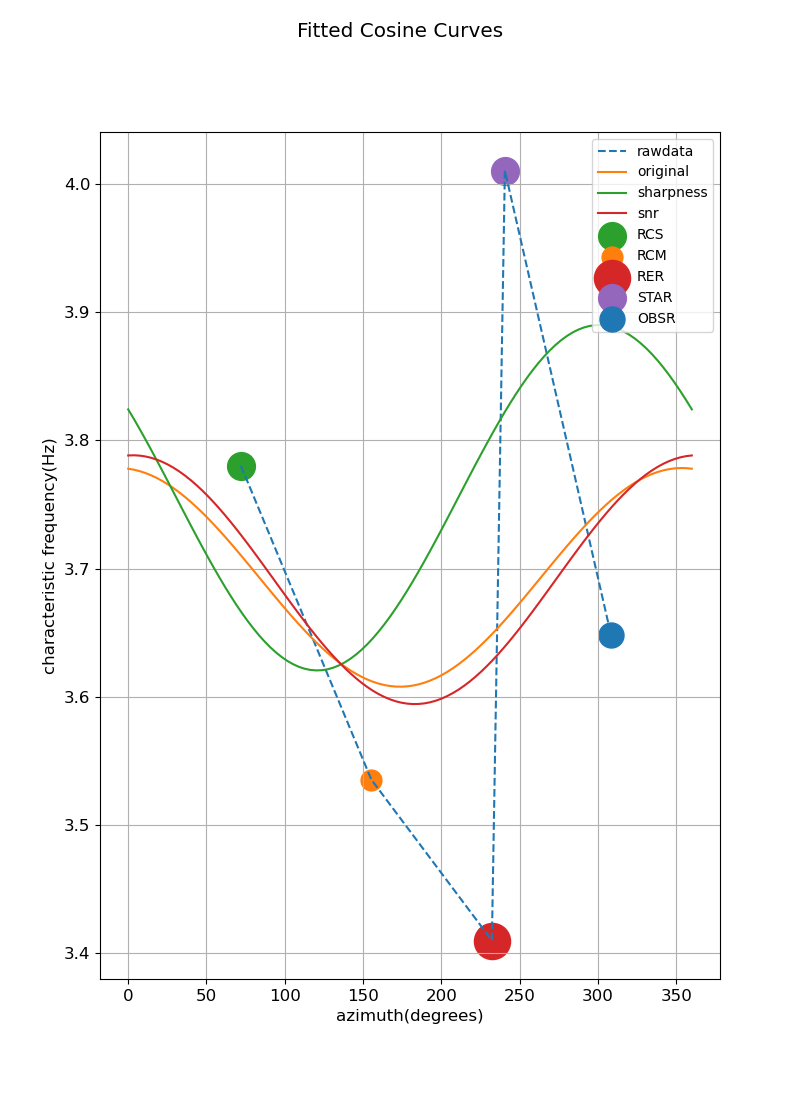 Fitted Cosine Curves
rawdata
original
sharpness
snr
RCS
RCM
RER
STAR
OBSR
4.0
3.9
3.8
3.7
3.6
3.5
3.4
characteristic frequency(Hz)
0 50 100 150 200 250 300 350
azimuth(degrees)